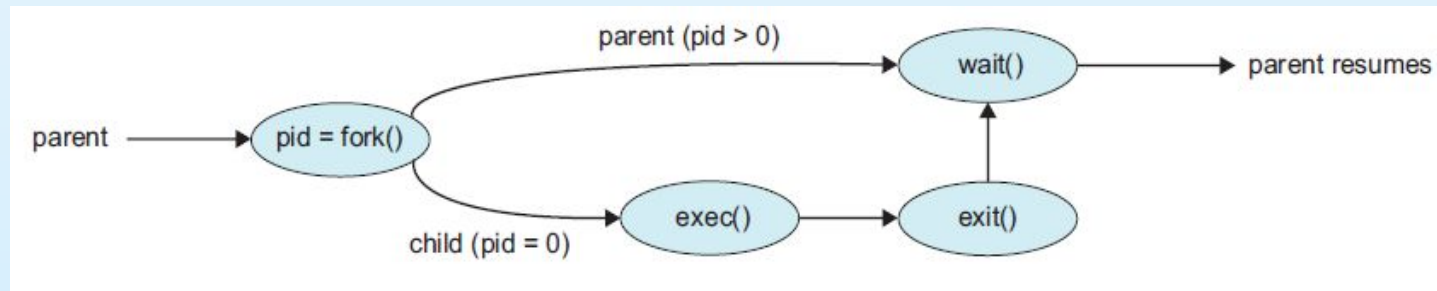 parent (pid > 0)
wait()
parent resumes
parent
pid = fork()
exec()
exit()
child (pid = 0)